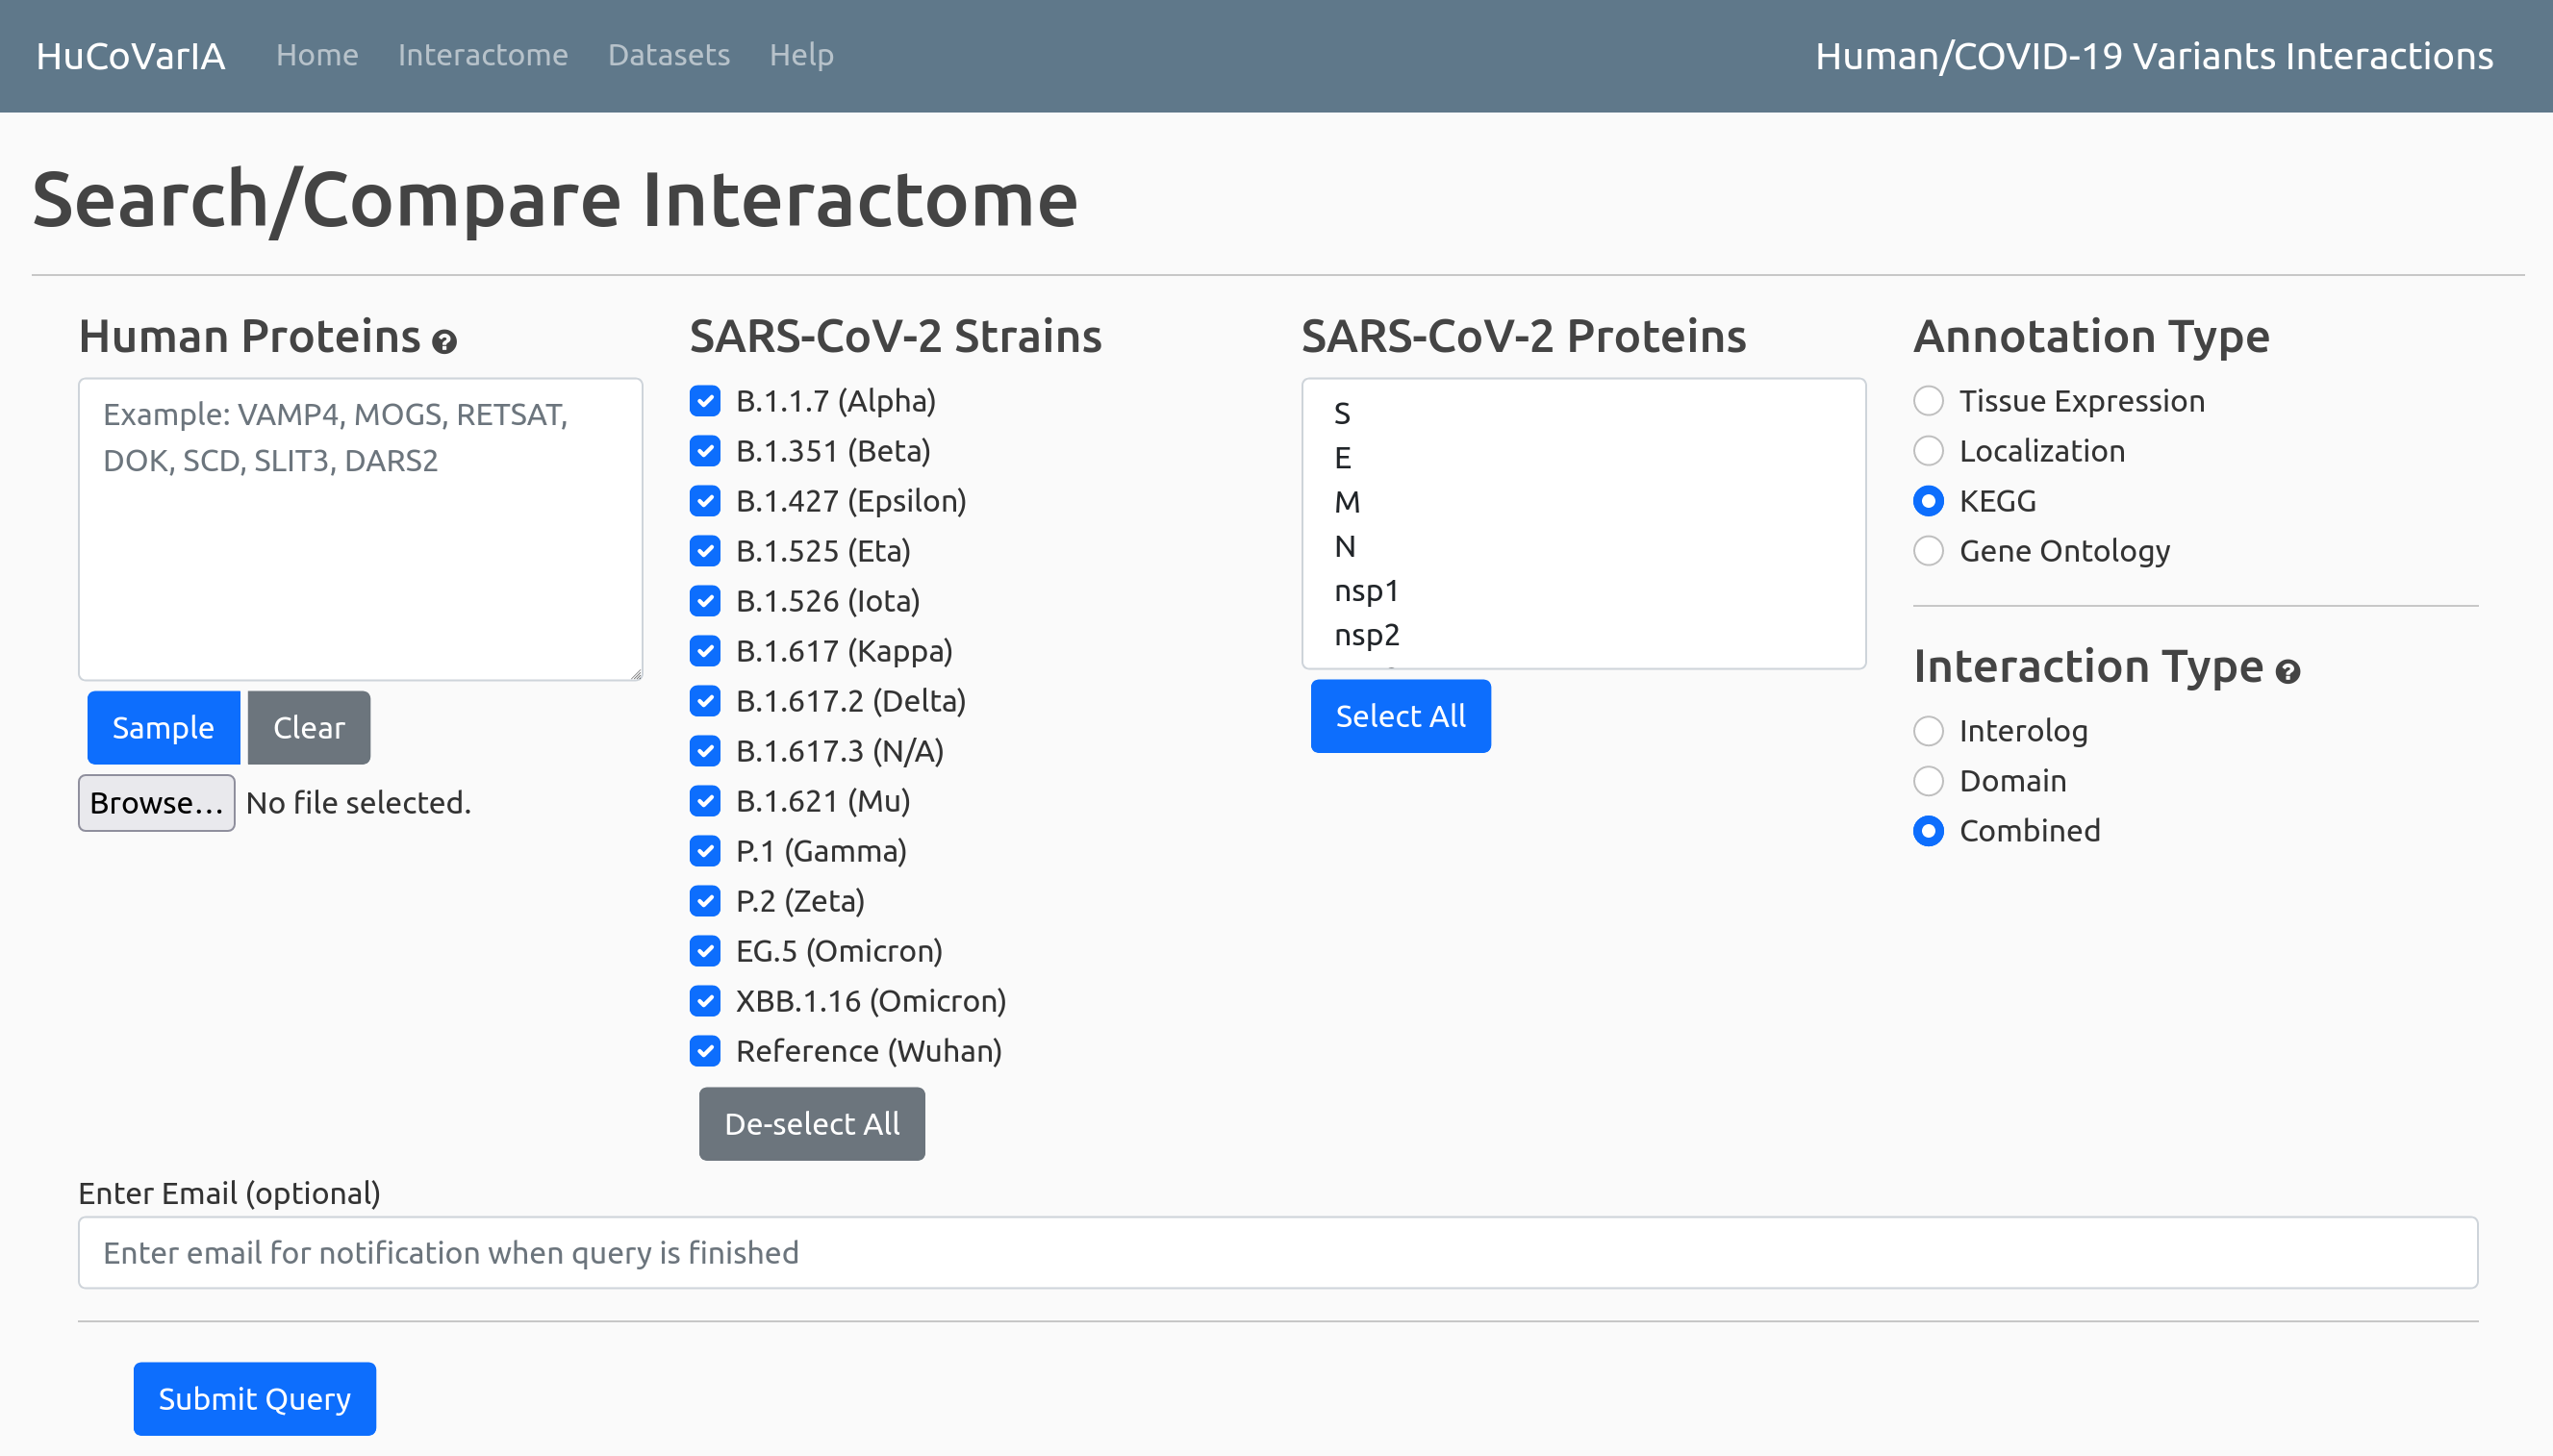 HuCoVarIA Home Interactome Datasets Help Human/COVID-19 Variants Interactions
Search/Compare Interactome
Human Proteins ?
Example: VAMP4, MOGS, RETSAT,
DOK, SCD, SLIT3, DARS2
Sample Clear
Browse... No file selected.
SARS-CoV-2 Strains
B.1.1.7 (Alpha)
B.1.351 (Beta)
B.1.427 (Epsilon)
B.1.525 (Eta)
B.1.526 (Iota)
B.1.617 (Kappa)
B.1.617.2 (Delta)
B.1.617.3 (N/A)
B.1.621 (Mu)
P.1 (Gamma)
P.2 (Zeta)
EG.5 (Omicron)
XBB.1.16 (Omicron)
Reference (Wuhan)
De-select All
SARS-CoV-2 Proteins
S
E
M
N
nsp1
nsp2
Select All
Annotation Type
Tissue Expression
Localization
KEGG
Gene Ontology
Interaction Type ?
Interolog
Domain
Combined
Enter Email (optional)
Enter email for notification when query is finished
Submit Query